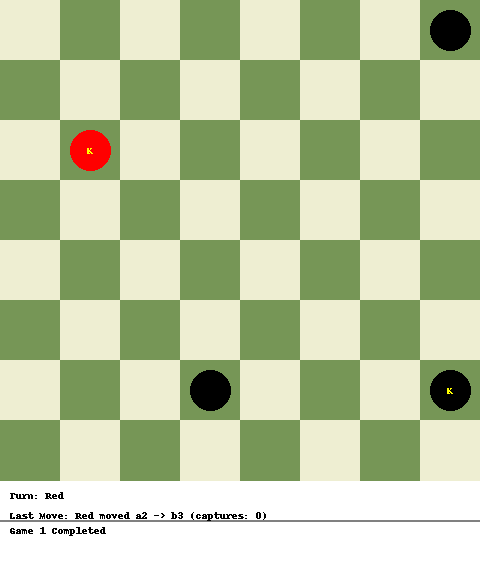 K
K
Turn: Red
Last Move: Red moved a2 -> b3 (captures: 0)
Game 1 Completed